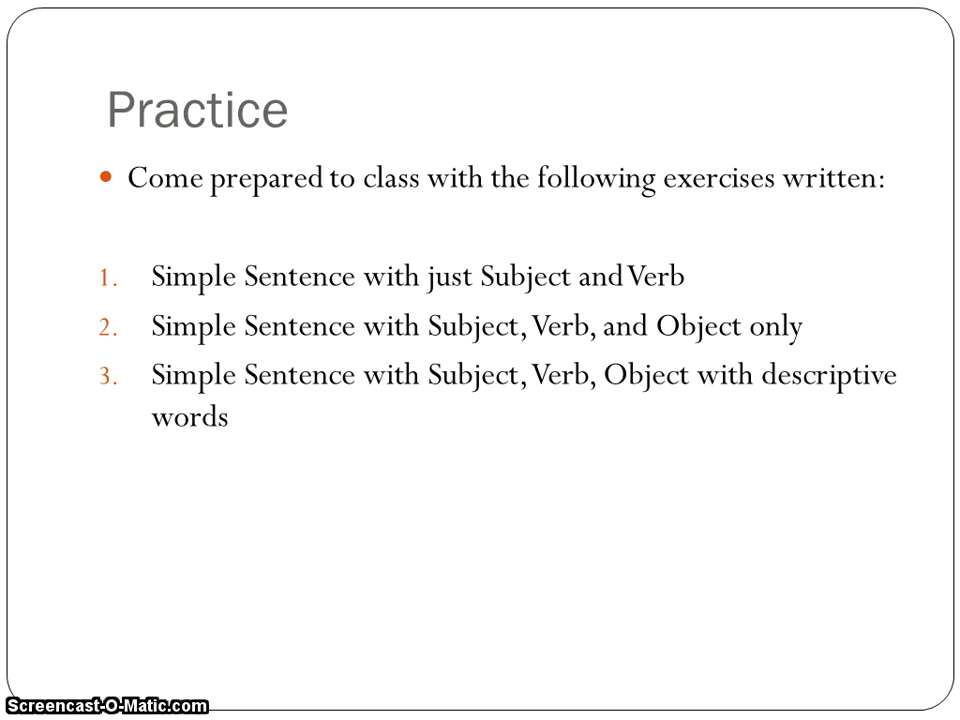 Practice
• Come prepared to class with the following exercises written:
1. Simple Sentence with just Subject and Verb
2. Simple Sentence with Subject, Verb, and Object only
3. Simple Sentence with Subject, Verb, Object with descriptive
words
Screencast-O-Matic.com